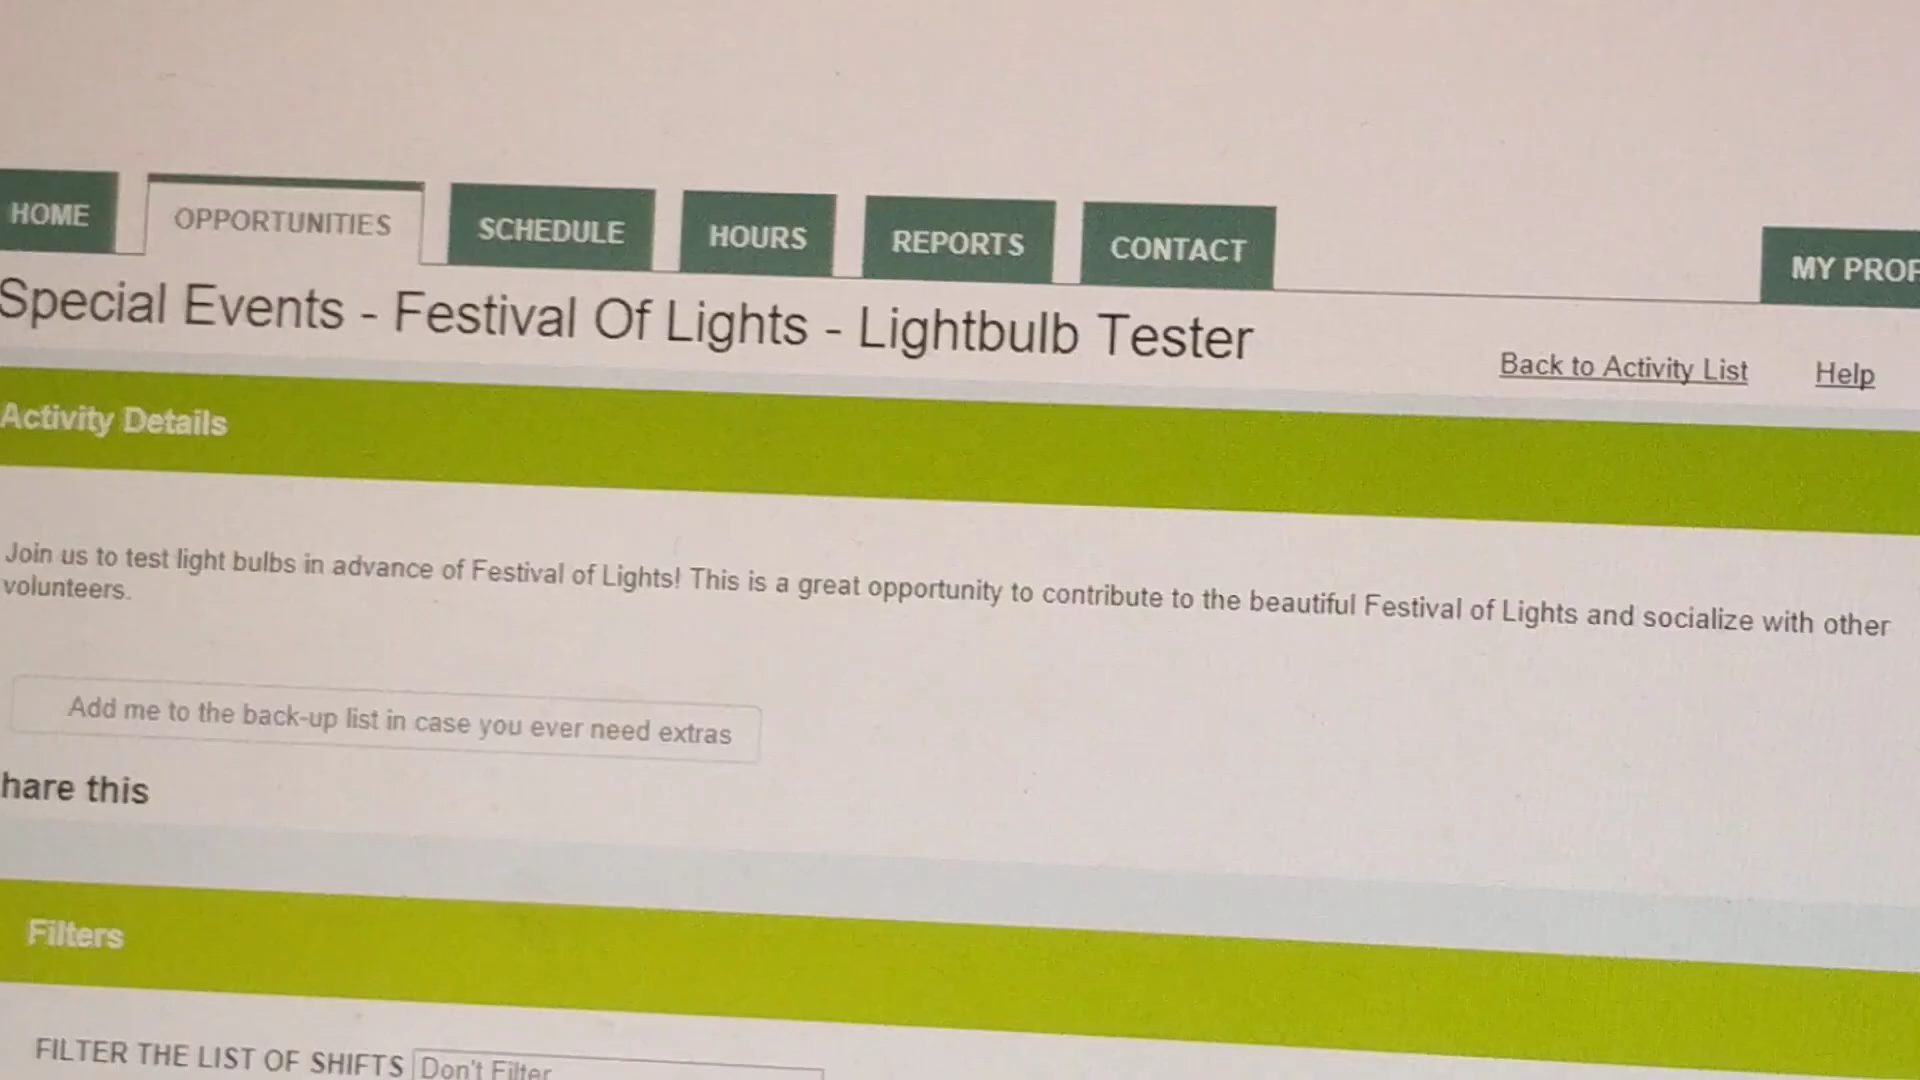 HOME OPPORTUNITIES SCHEDULE HOURS REPORTS CONTACT MY PROF
Special Events - Festival Of Lights - Lightbulb Tester
Back to Activity List Help
Activity Details
Join us to test light bulbs in advance of Festival of Lights! This is a great opportunity to contribute to the beautiful Festival of Lights and socialize with other
volunteers.
Add me to the back-up list in case you ever need extras
hare this
Filters
FILTER THE LIST OF SHIFTS Don't Filter